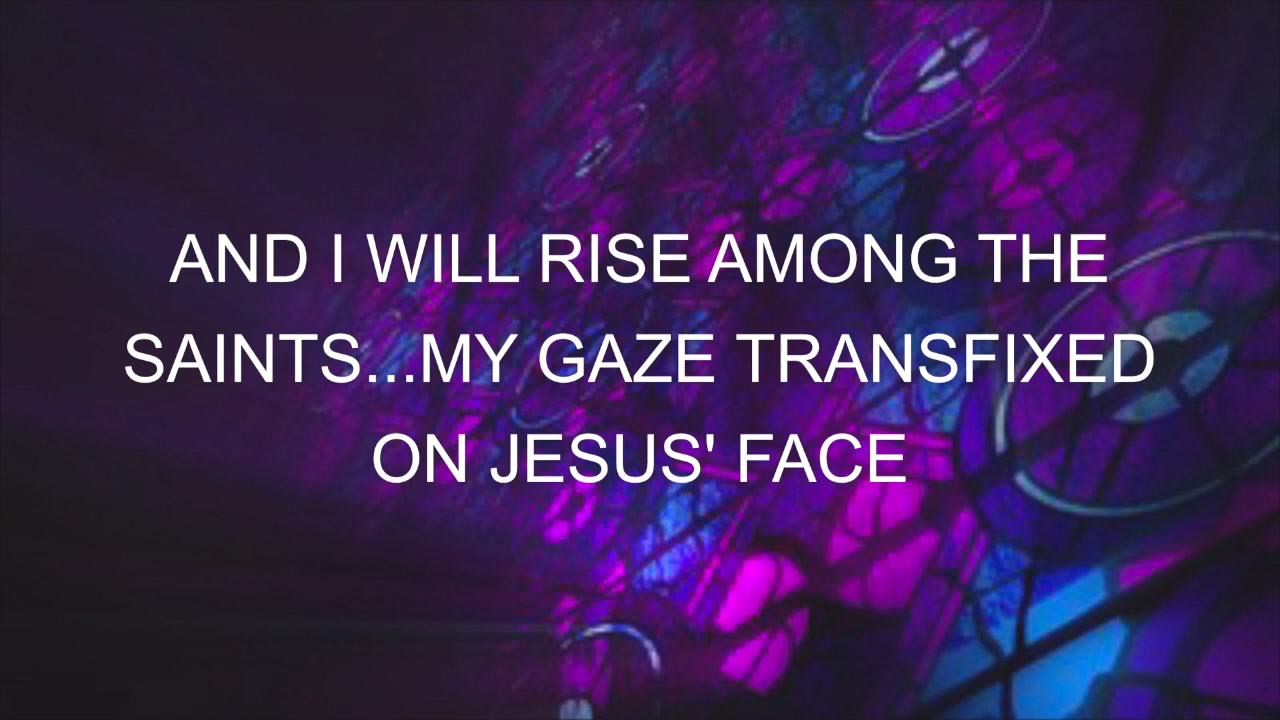 AND I WILL RISE AMONG THE
SAINTS...MY GAZE TRANSFIXED
ON JESUS' FACE